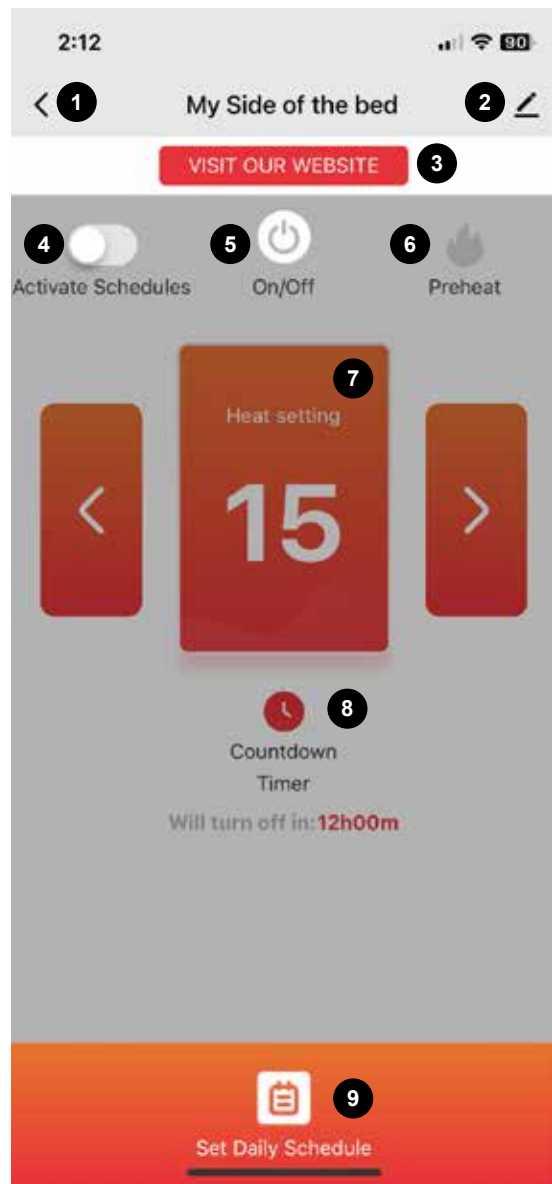 2:12
90
1
My Side of the bed
2
VISIT OUR WEBSITE
3
4
5
6
Activate Schedules
On/Off
Preheat
7
Heat setting
15
8
Countdown
Timer
Will turn off in:12h00m
9
Set Daily Schedule